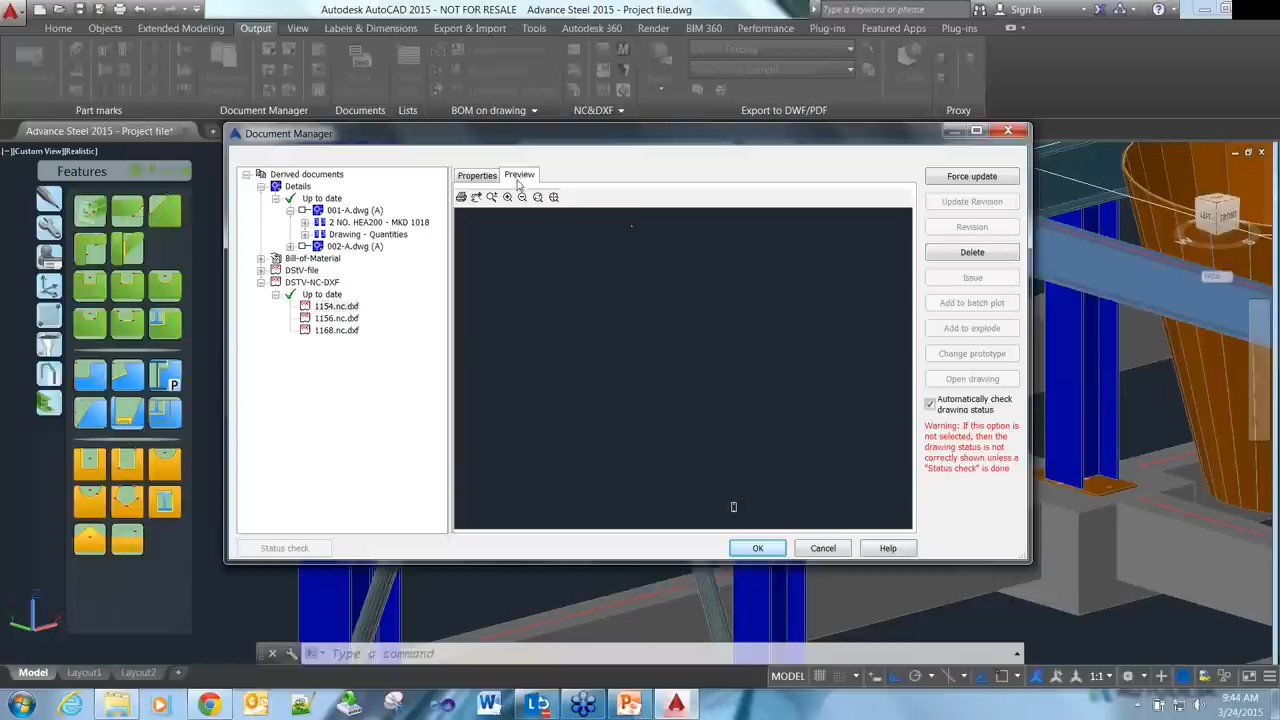 Autodesk AutoCAD 2015 - NOT FOR RESALE Advance Steel 2015 - Project file.dwg
Type a keyword or phrase
Sign In
Home Objects Extended Modeling Output View Labels & Dimensions Export & Import Tools Autodesk 360 Render BIM 360 Performance Plug-ins Featured Apps Plug-ins
Part marks Document Manager Documents Lists BOM on drawing NC&DXF Export to DWF/PDF Proxy
Advance Steel 2015 - Project file*
[−][Custom View][Realistic]
Features
Document Manager
Derived documents
Details
Up to date
001-A.dwg (A)
2 NO. HEA200 - MKD 1018
Drawing - Quantities
002-A.dwg (A)
Bill-of-Material
DStV-file
DSTV-NC-DXF
Up to date
1154.nc.dxf
1156.nc.dxf
1168.nc.dxf
Status check
Properties Preview
Force update
Update Revision
Revision
Delete
Issue
Add to batch plot
Add to explode
Change prototype
Open drawing
Automatically check
drawing status
Warning: If this option is
not selected, then the
drawing status is not
correctly shown unless a
"Status check" is done
OK Cancel Help
LEFT FRONT
WCS
P
Type a command
Model Layout1 Layout2 +
MODEL 1:1
9:44 AM
3/24/2015